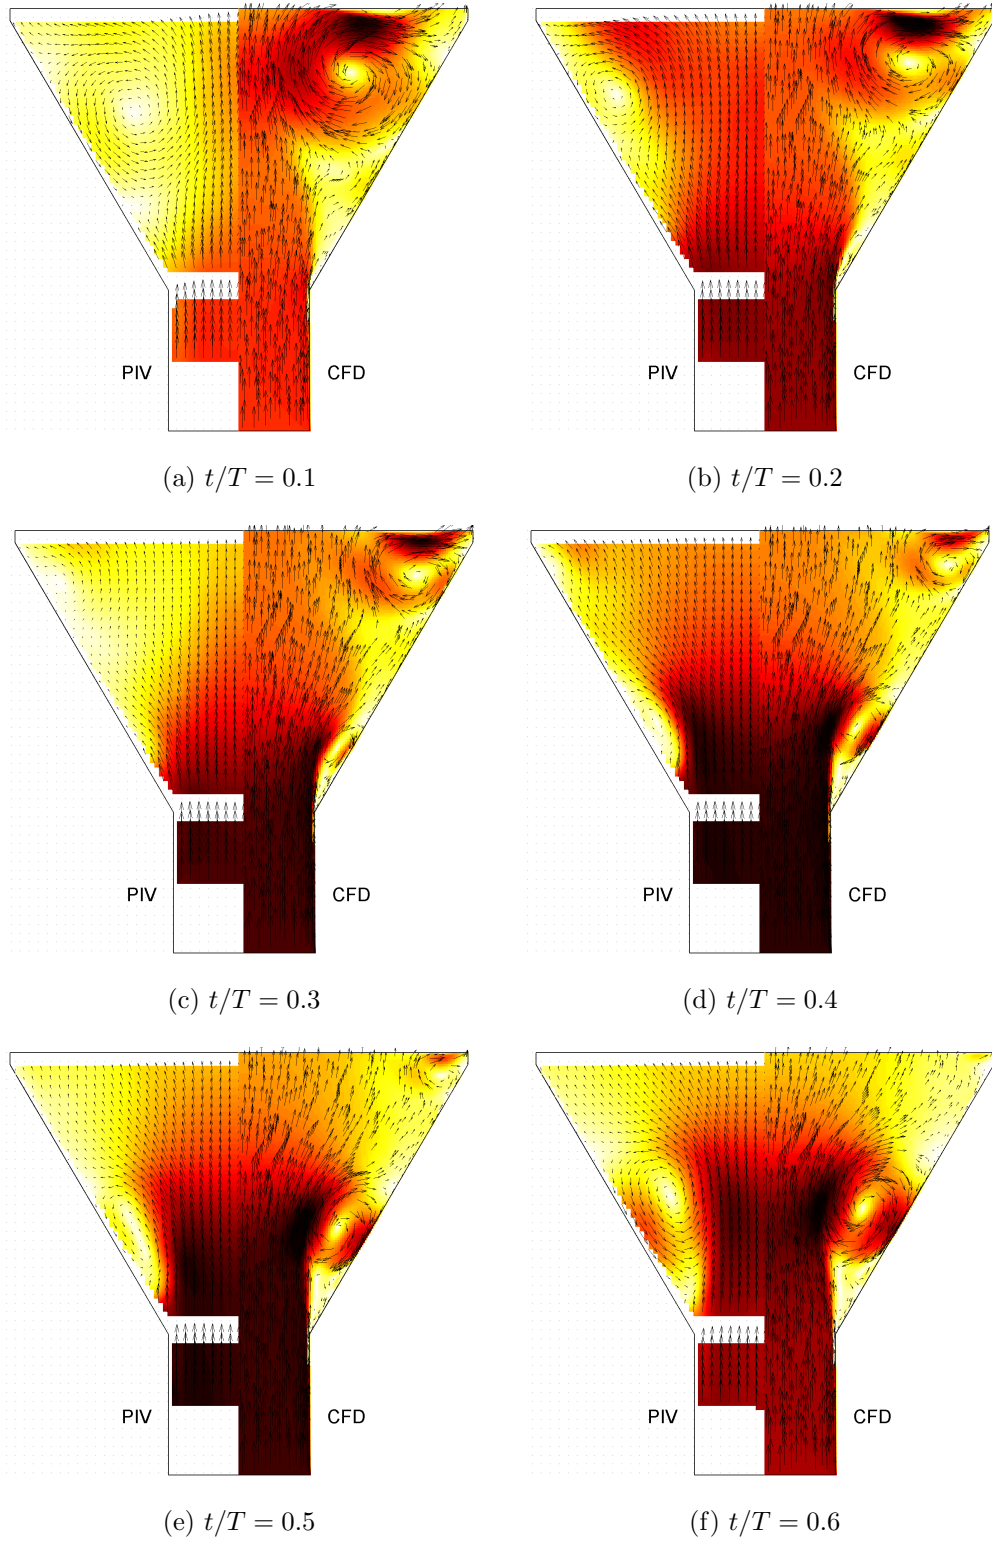 PIV CFD
PIV CFD
(a) t/T = 0.1
(b) t/T = 0.2
PIV CFD
PIV CFD
(c) t/T = 0.3
(d) t/T = 0.4
PIV CFD
PIV CFD
(e) t/T = 0.5
(f) t/T = 0.6